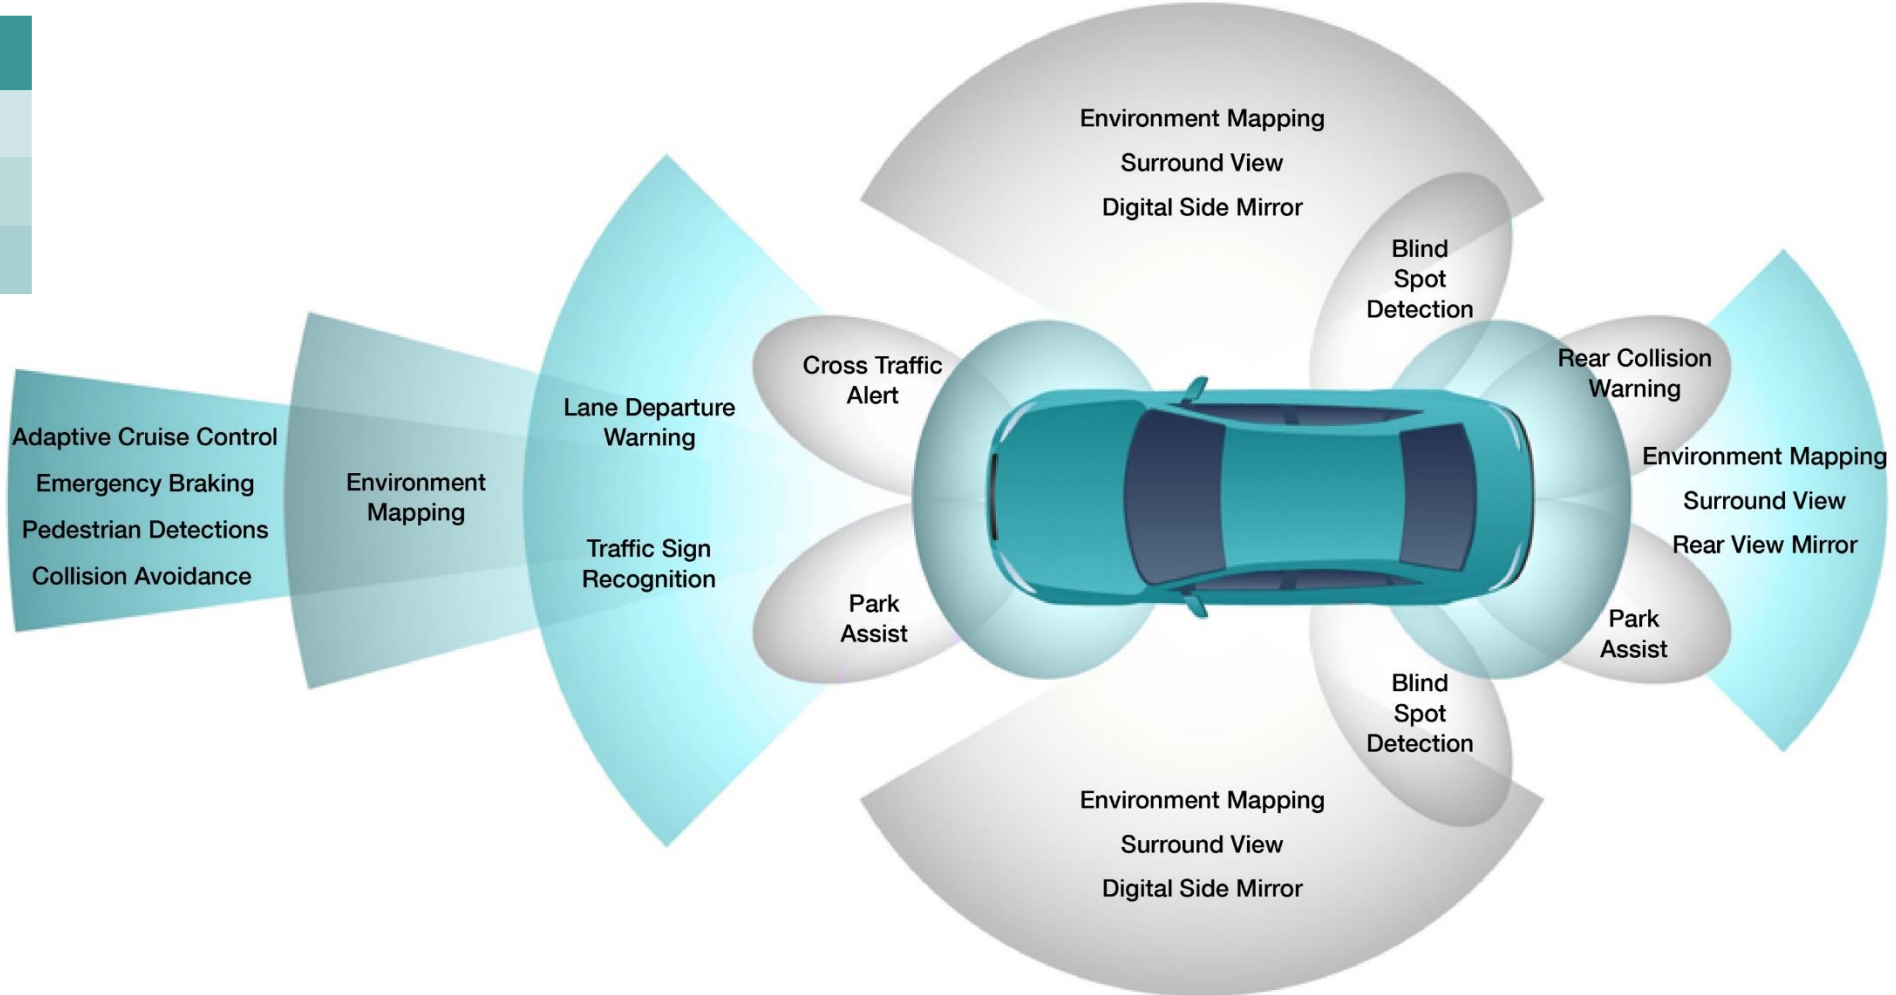 Environment Mapping
Surround View
Digital Side Mirror
Blind
Spot
Detection
Cross Traffic
Alert
Rear Collision
Warning
Lane Departure
Warning
Adaptive Cruise Control
Emergency Braking
Pedestrian Detections
Collision Avoidance
Environment
Mapping
Traffic Sign
Recognition
Environment Mapping
Surround View
Rear View Mirror
Park
Assist
Park
Assist
Blind
Spot
Detection
Environment Mapping
Surround View
Digital Side Mirror